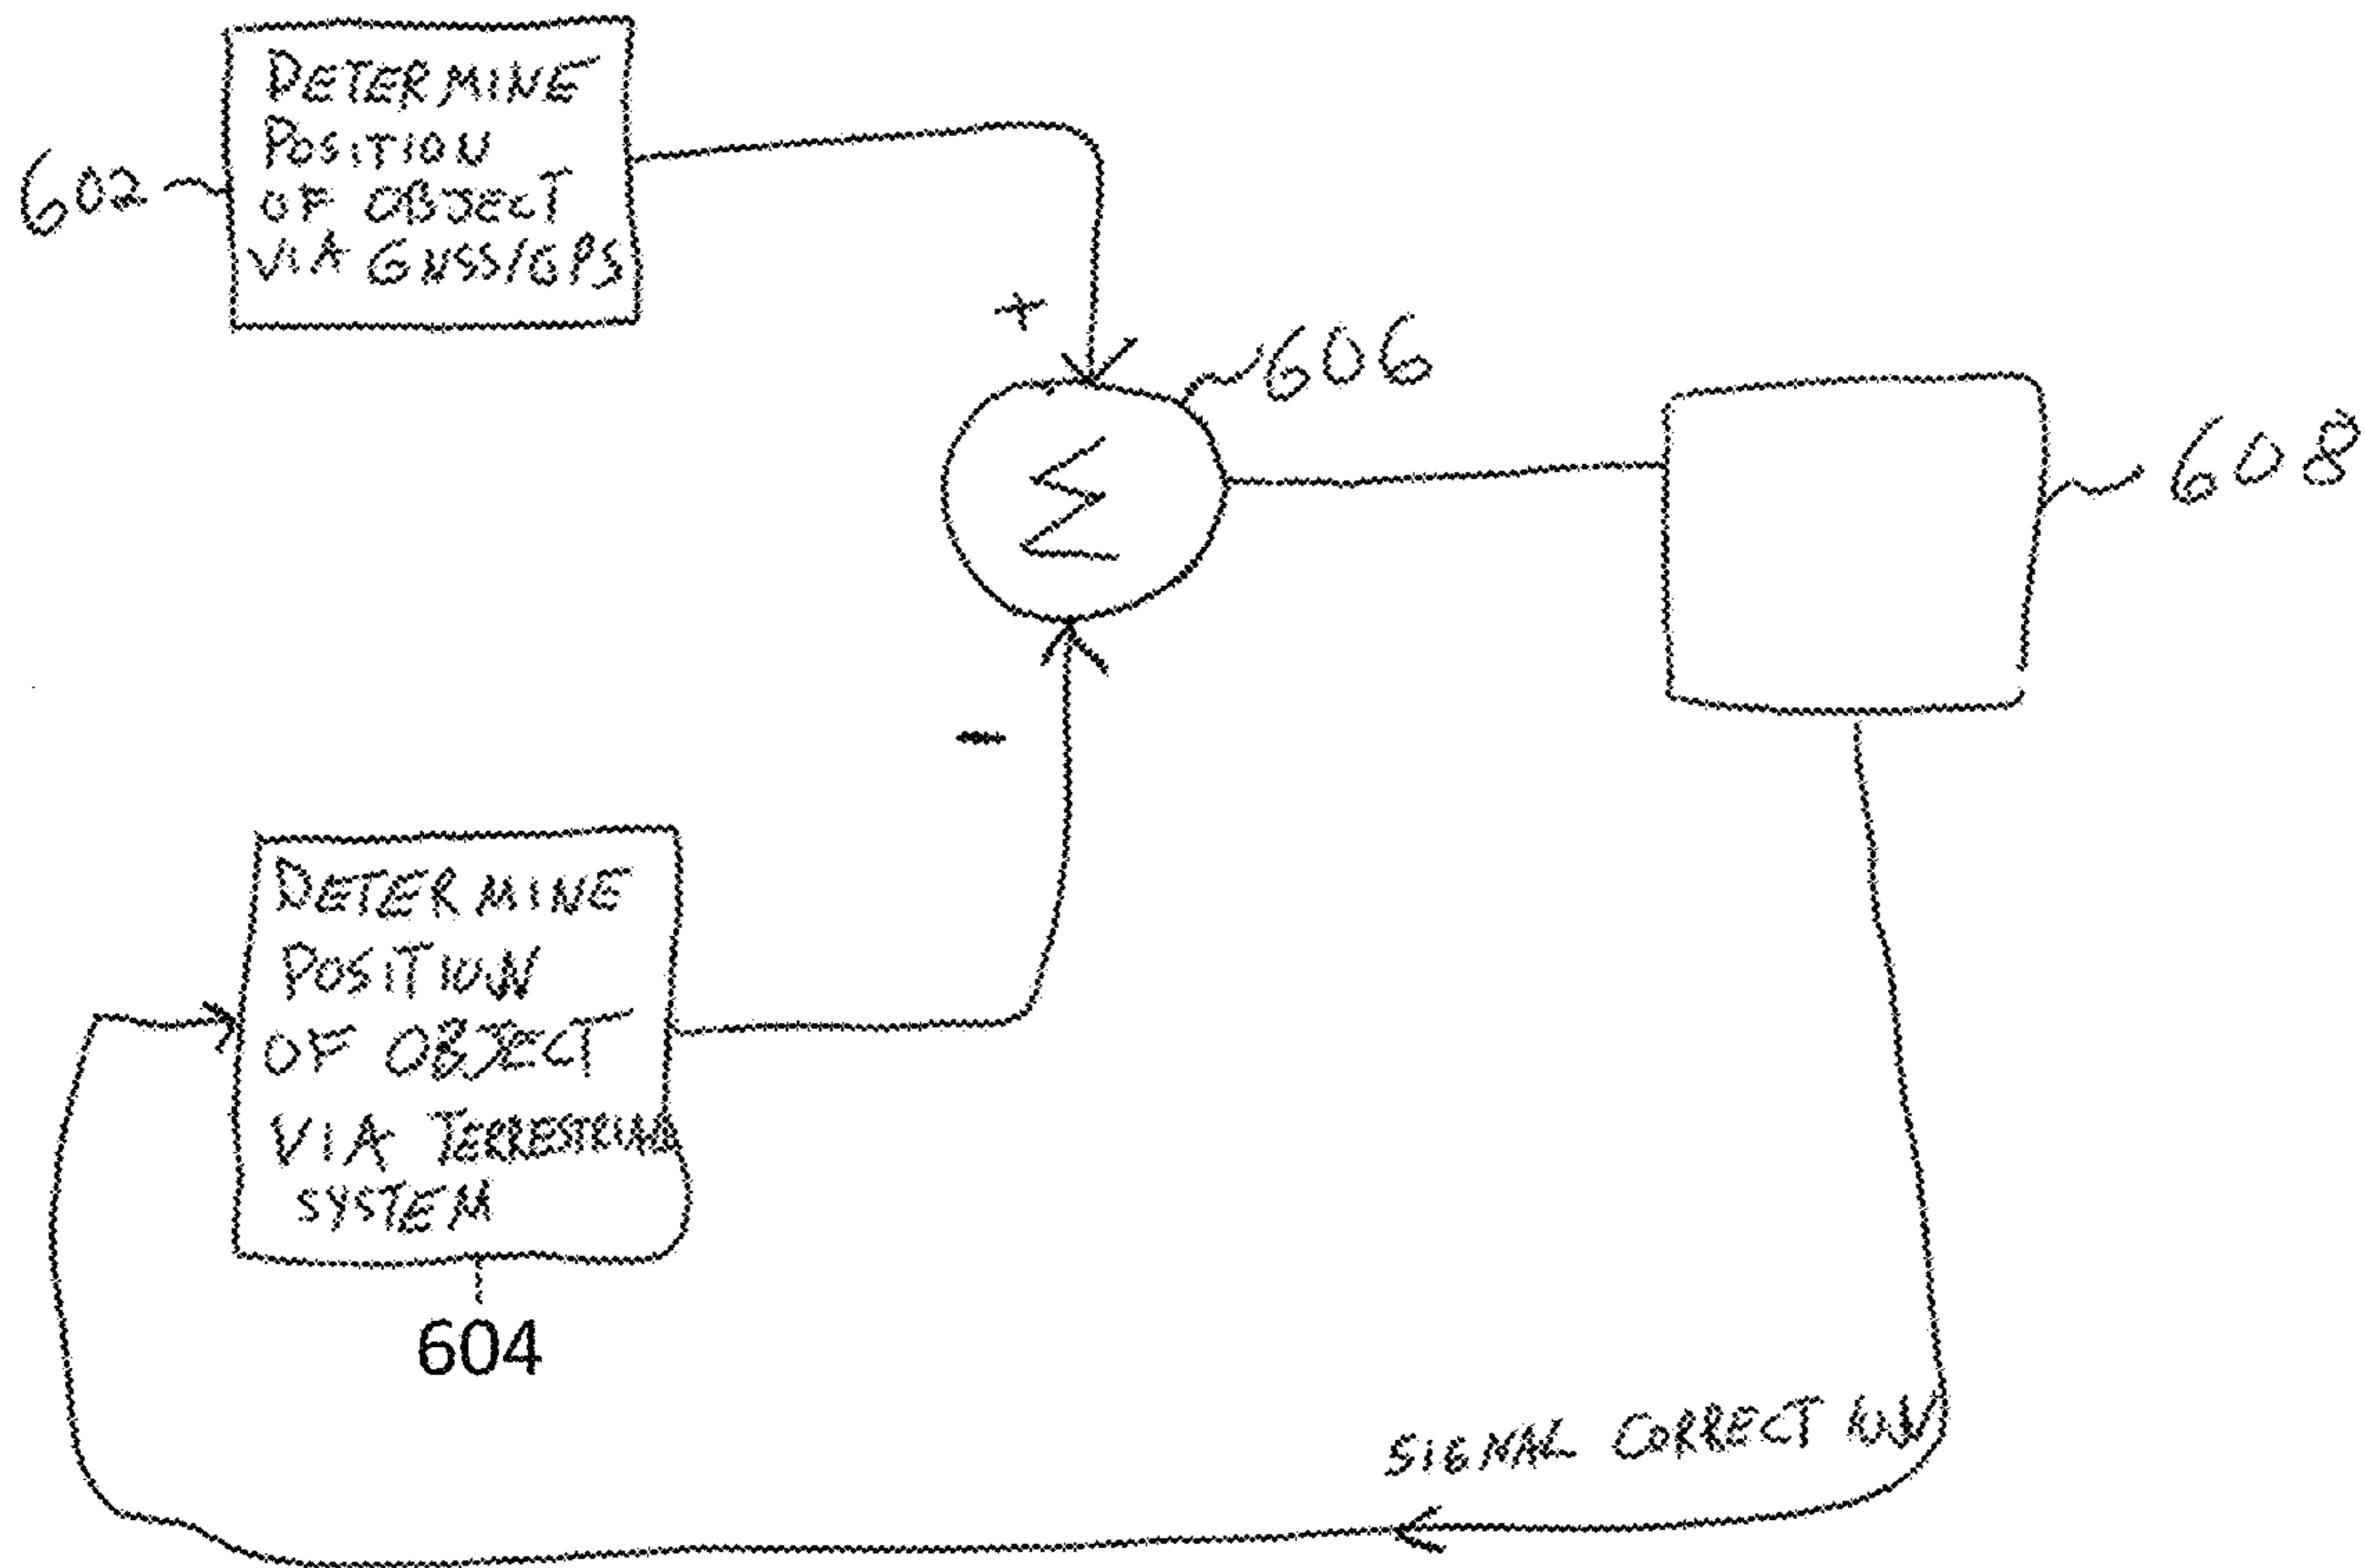 DETERMINE
POSITION
OF OBJECT
VIA GNSS/GPS
602
+
606
Σ
608
-
DETERMINE
POSITION
OF OBJECT
VIA TERRESTRIAL
SYSTEM
604
SIGNAL CORRECTION